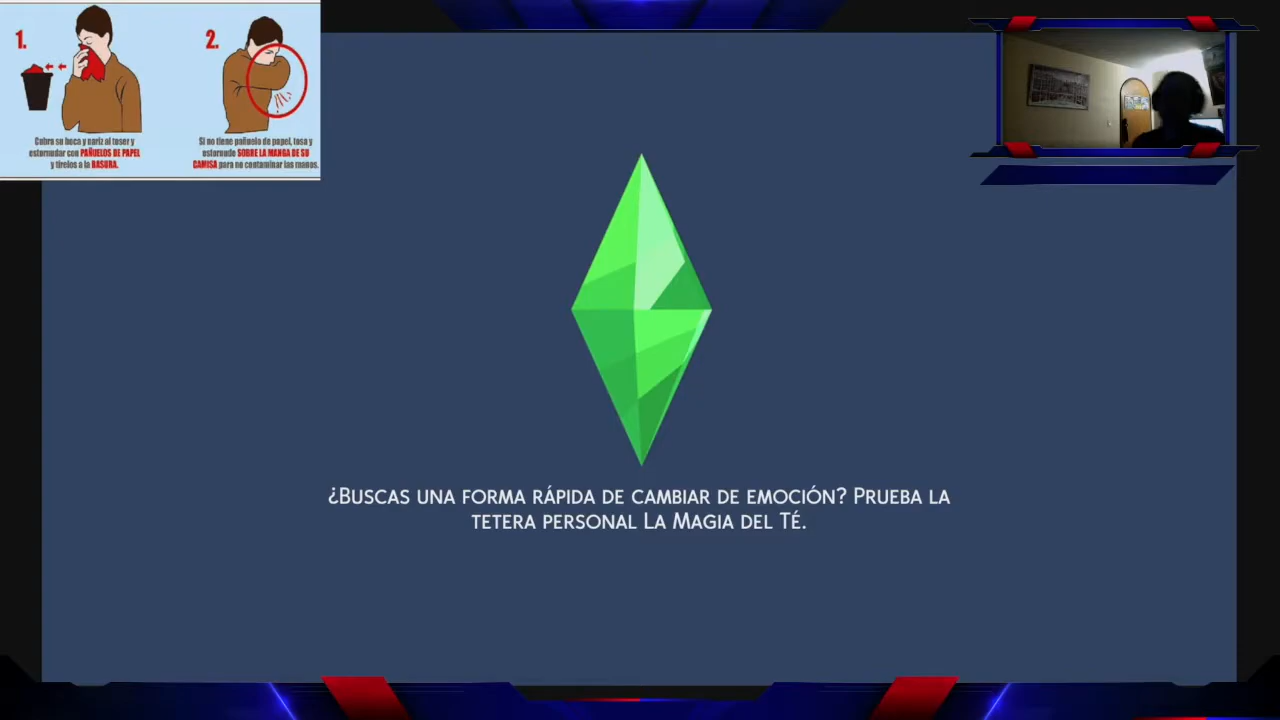 1.
Cubra su boca y nariz al toser y
estornudar con PAÑUELOS DE PAPEL
y tírelos a la BASURA.
2.
Si no tiene pañuelo de papel, tosa y
estornude SOBRE LA MANGA DE SU
CAMISA para no contaminar las manos.
¿BUSCAS UNA FORMA RÁPIDA DE CAMBIAR DE EMOCIÓN? PRUEBA LA
TETERA PERSONAL LA MAGIA DEL TÉ.